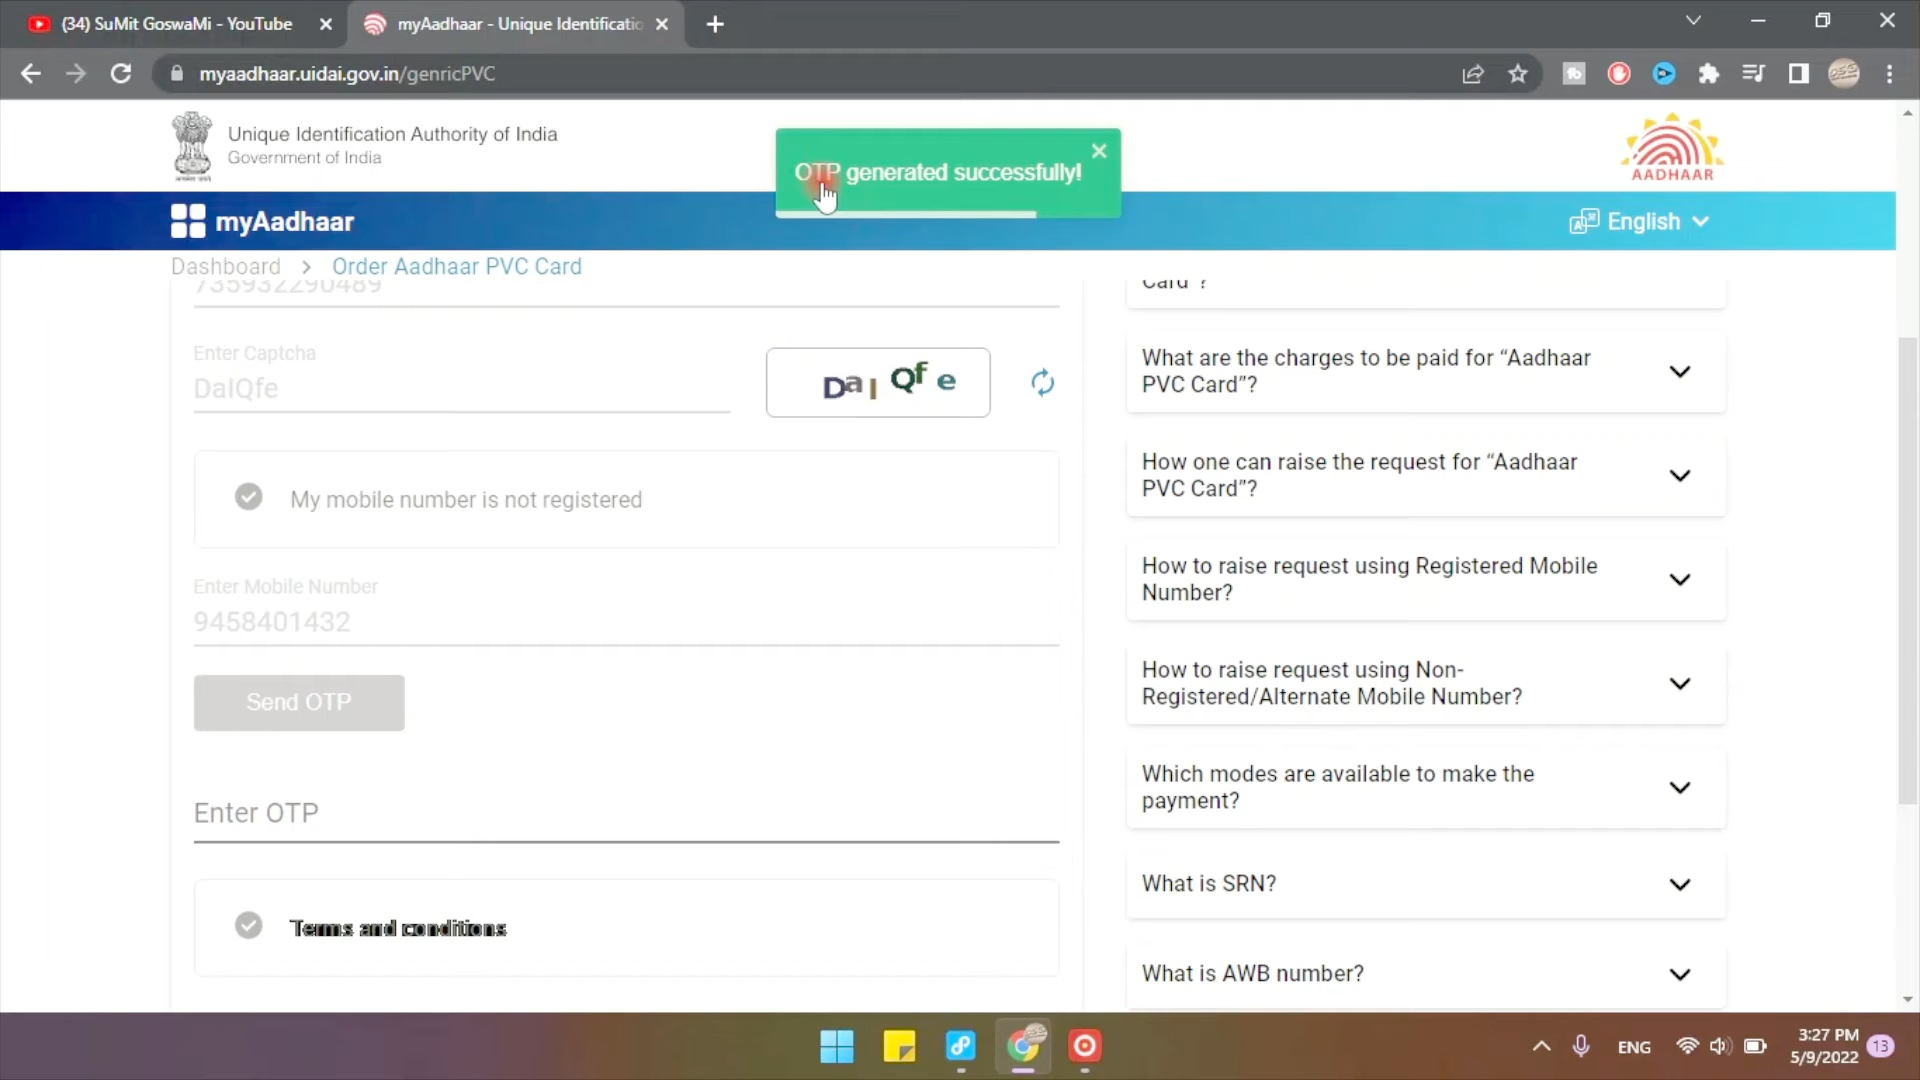 (34) SuMit GoswaMi - YouTube
myAadhaar - Unique Identificatio
myaadhaar.uidai.gov.in/genricPVC
Unique Identification Authority of India
Government of India
OTP generated successfully!
AADHAAR
myAadhaar
English
Dashboard > Order Aadhaar PVC Card
735932290489
Enter Captcha
DalQfe
DalQfe
My mobile number is not registered
Enter Mobile Number
9458401432
Send OTP
Enter OTP
Terms and conditions
Card"?
What are the charges to be paid for “Aadhaar
PVC Card”?
How one can raise the request for “Aadhaar
PVC Card”?
How to raise request using Registered Mobile
Number?
How to raise request using Non-
Registered/Alternate Mobile Number?
Which modes are available to make the
payment?
What is SRN?
What is AWB number?
ENG
3:27 PM
5/9/2022
13